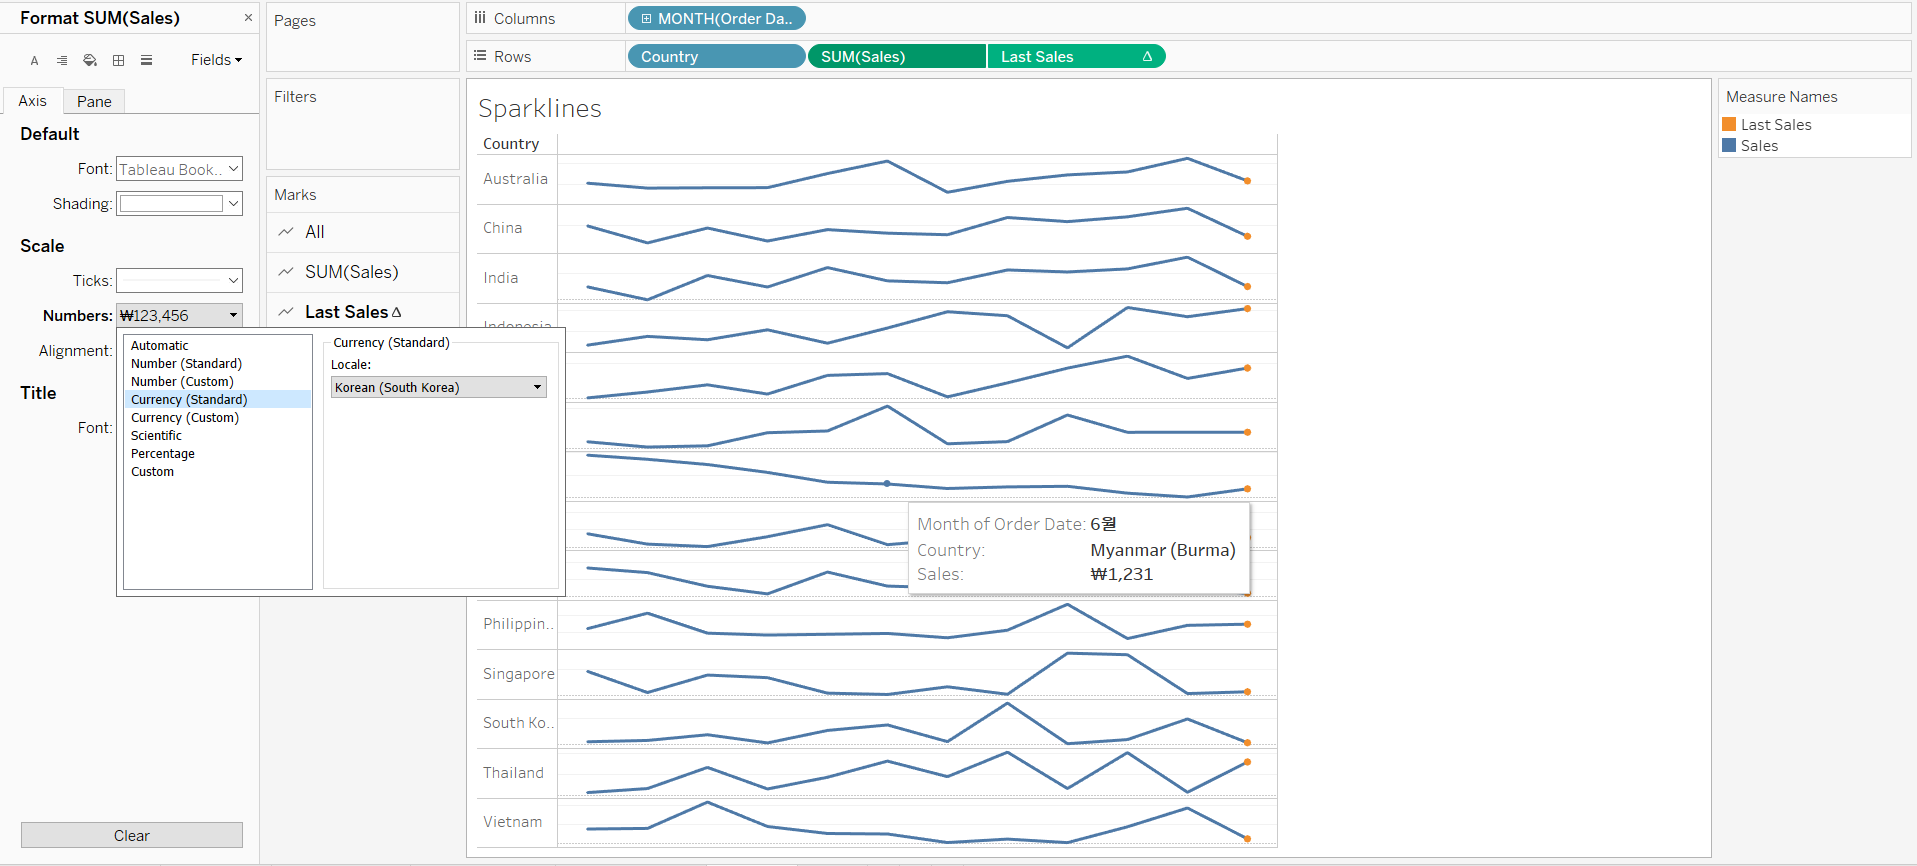 Format SUM(Sales)
Fields
Axis
Pane
Default
Font:
Tableau Book..
Shading:
Scale
Ticks:
Numbers:
₩123,456
Alignment:
Title
Font:
Automatic
Number (Standard)
Number (Custom)
Currency (Standard)
Currency (Custom)
Scientific
Percentage
Custom
Currency (Standard)
Locale:
Korean (South Korea)
Clear
Pages
Filters
Marks
All
SUM(Sales)
Last Sales Δ
Columns
MONTH(Order Da..
Rows
Country
SUM(Sales)
Last Sales Δ
Sparklines
Country
Australia
China
India
Indonesia
Philippin..
Singapore
South Ko..
Thailand
Vietnam
Month of Order Date: 6월
Country: Myanmar (Burma)
Sales: ₩1,231
Measure Names
Last Sales
Sales